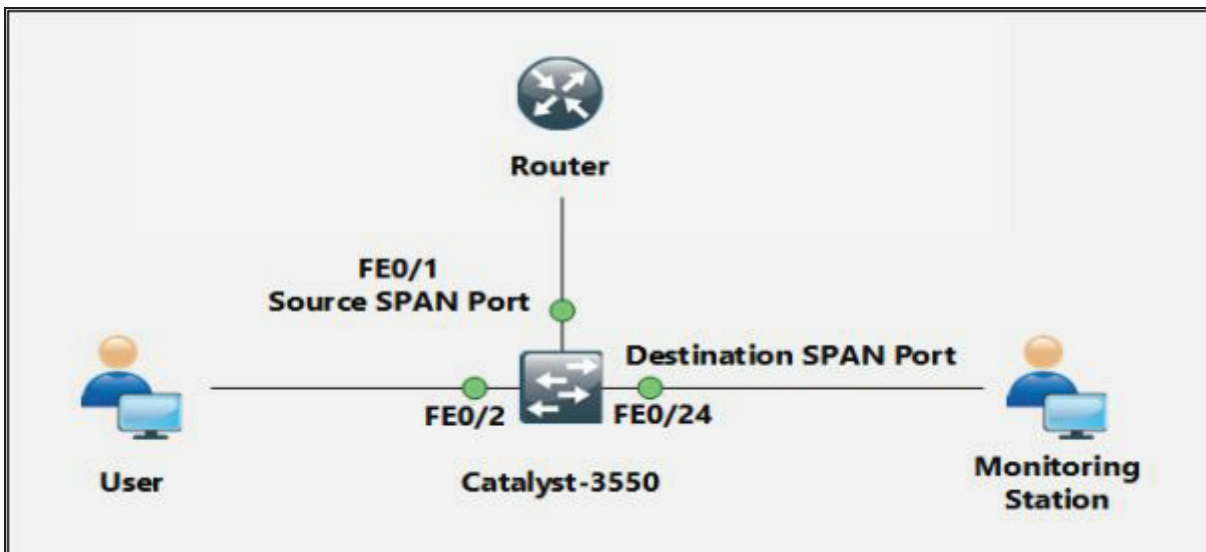 Router
FE0/1
Source SPAN Port
Destination SPAN Port
FE0/2
FE0/24
User
Catalyst-3550
Monitoring
Station